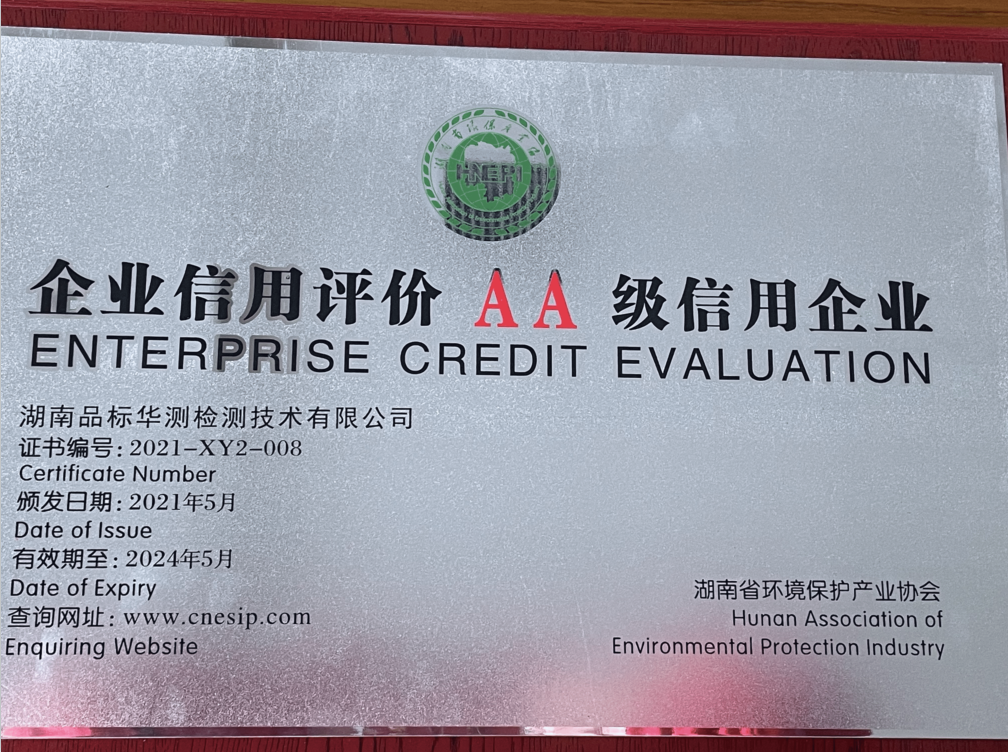 HNEPI
企业信用评价 AA 级信用企业
ENTERPRISE CREDIT EVALUATION
湖南品标华测检测技术有限公司
证书编号: 2021-XY2-008
Certificate Number
颁发日期: 2021年5月
Date of Issue
有效期至: 2024年5月
Date of Expiry
查询网址: www.cnesip.com
Enquiring Website
湖南省环境保护产业协会
Hunan Association of
Environmental Protection Industry